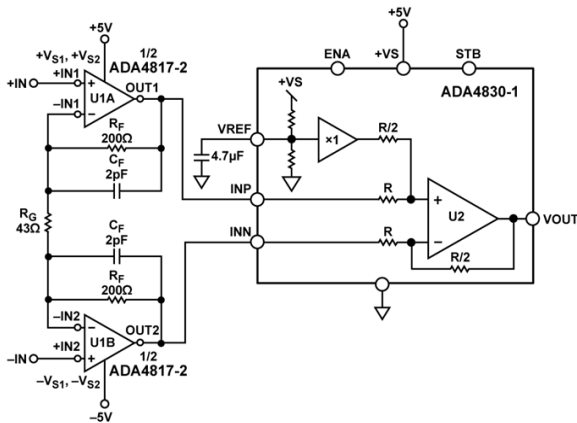 +5V
+VS1, +VS2
1/2
ADA4817-2
+IN
+IN1
+
U1A
OUT1
–IN1
–
RF
200Ω
CF
2pF
RG
43Ω
CF
2pF
RF
200Ω
–IN2
–
OUT2
U1B
+IN2
+
–IN
1/2
ADA4817-2
–VS1, –VS2
–5V
+5V
ENA
+VS
STB
ADA4830-1
+VS
VREF
4.7µF
×1
R/2
INP
R
+
U2
VOUT
INN
R
–
R/2